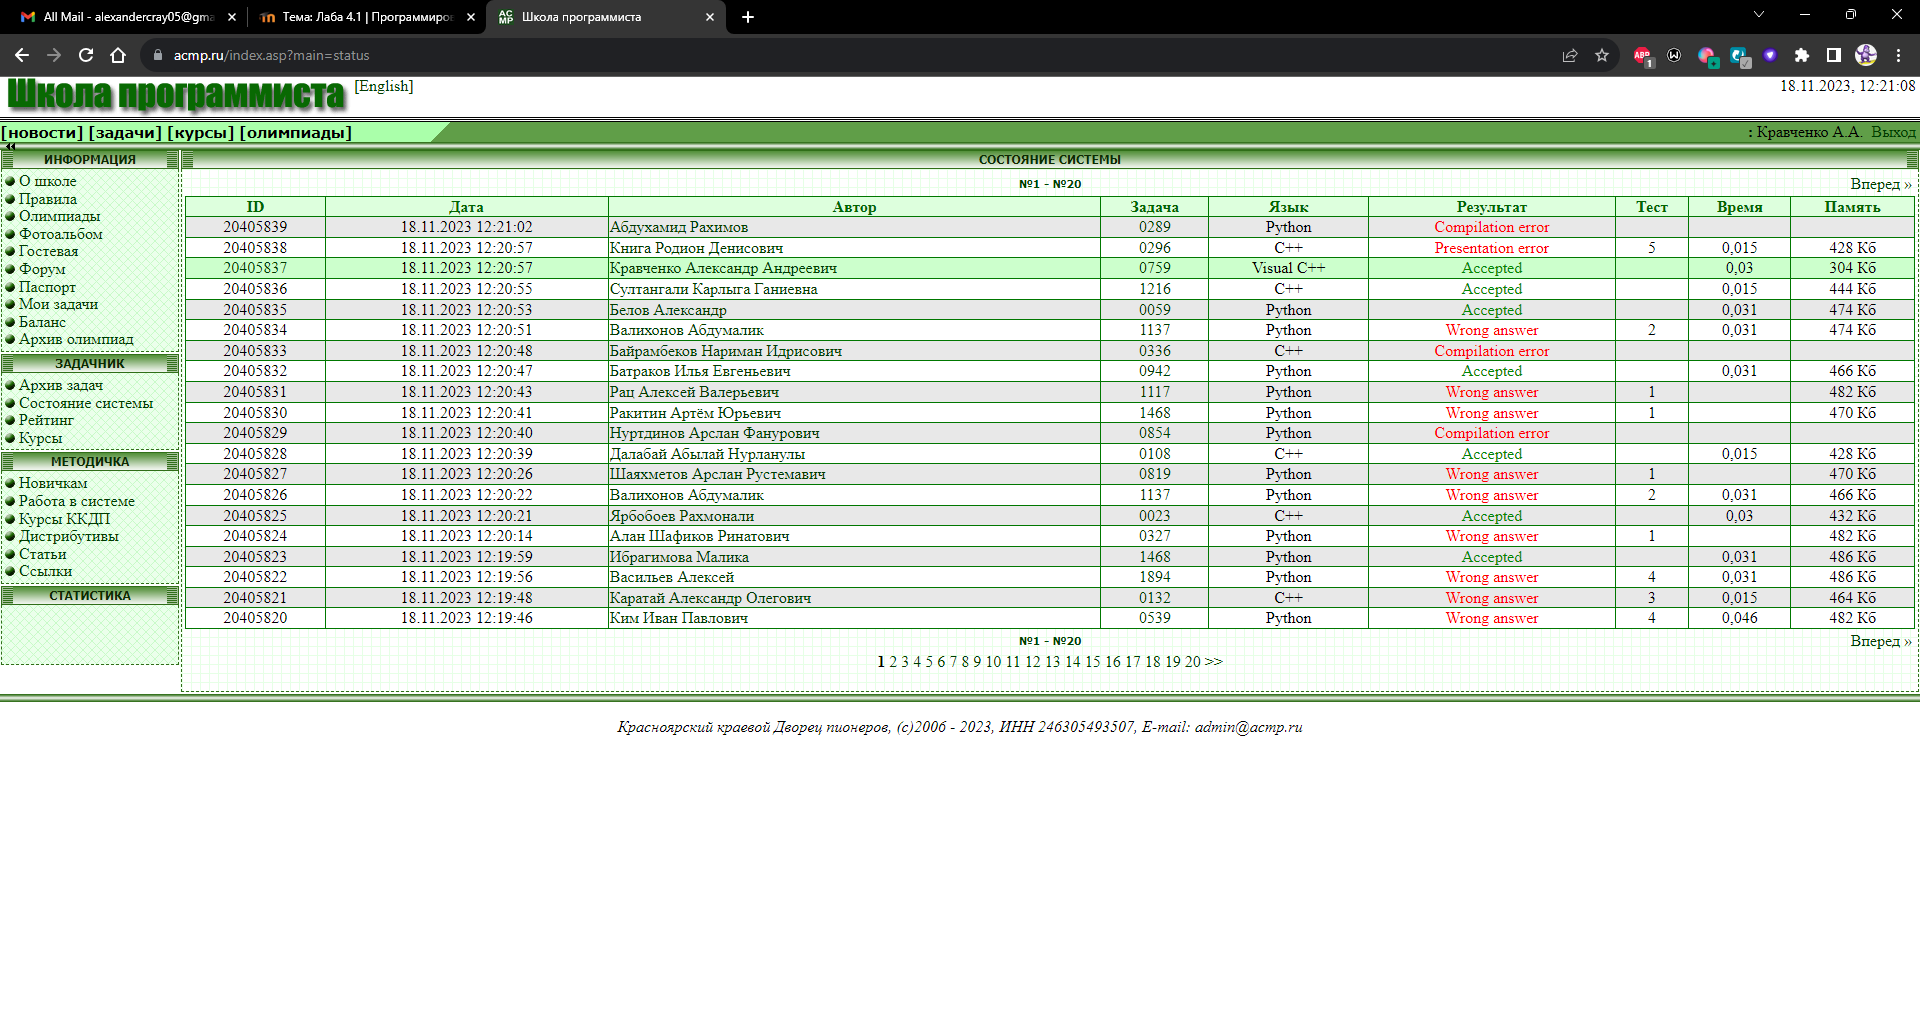 All Mail - alexandercray05@gma
Тема: Лаба 4.1 | Программиро
Школа программиста
acmp.ru/index.asp?main=status
Школа программиста [English] 18.11.2023, 12:21:08
[новости] [задачи] [курсы] [олимпиады] : Кравченко А.А. Выход
ИНФОРМАЦИЯ
О школе
Правила
Олимпиады
Фотоальбом
Гостевая
Форум
Паспорт
Мои задачи
Баланс
Архив олимпиад
ЗАДАЧНИК
Архив задач
Состояние системы
Рейтинг
Курсы
МЕТОДИЧКА
Новичкам
Работа в системе
Курсы ККДП
Дистрибутивы
Статьи
Ссылки
СТАТИСТИКА
СОСТОЯНИЕ СИСТЕМЫ
№1 - №20 Вперед »
ID Дата Автор Задача Язык Результат Тест Время Память
20405839 18.11.2023 12:21:02 Абдухамид Рахимов 0289 Python Compilation error
20405838 18.11.2023 12:20:57 Книга Родион Денисович 0296 C++ Presentation error 5 0,015 428 Кб
20405837 18.11.2023 12:20:57 Кравченко Александр Андреевич 0759 Visual C++ Accepted 0,03 304 Кб
20405836 18.11.2023 12:20:55 Султангали Карлыга Ганиевна 1216 C++ Accepted 0,015 444 Кб
20405835 18.11.2023 12:20:53 Белов Александр 0059 Python Accepted 0,031 474 Кб
20405834 18.11.2023 12:20:51 Валихонов Абдумалик 1137 Python Wrong answer 2 0,031 474 Кб
20405833 18.11.2023 12:20:48 Байрамбеков Нариман Идрисович 0336 C++ Compilation error
20405832 18.11.2023 12:20:47 Батраков Илья Евгеньевич 0942 Python Accepted 0,031 466 Кб
20405831 18.11.2023 12:20:43 Рац Алексей Валерьевич 1117 Python Wrong answer 1 482 Кб
20405830 18.11.2023 12:20:41 Ракитин Артём Юрьевич 1468 Python Wrong answer 1 470 Кб
20405829 18.11.2023 12:20:40 Нуртдинов Арслан Фанурович 0854 Python Compilation error
20405828 18.11.2023 12:20:39 Далабай Абылай Нурланулы 0108 C++ Accepted 0,015 428 Кб
20405827 18.11.2023 12:20:26 Шаяхметов Арслан Рустемавич 0819 Python Wrong answer 1 470 Кб
20405826 18.11.2023 12:20:22 Валихонов Абдумалик 1137 Python Wrong answer 2 0,031 466 Кб
20405825 18.11.2023 12:20:21 Ярбобоев Рахмонали 0023 C++ Accepted 0,03 432 Кб
20405824 18.11.2023 12:20:14 Алан Шафиков Ринатович 0327 Python Wrong answer 1 482 Кб
20405823 18.11.2023 12:19:59 Ибрагимова Малика 1468 Python Accepted 0,031 486 Кб
20405822 18.11.2023 12:19:56 Васильев Алексей 1894 Python Wrong answer 4 0,031 486 Кб
20405821 18.11.2023 12:19:48 Каратай Александр Олегович 0132 C++ Wrong answer 3 0,015 464 Кб
20405820 18.11.2023 12:19:46 Ким Иван Павлович 0539 Python Wrong answer 4 0,046 482 Кб
№1 - №20 Вперед »
1 2 3 4 5 6 7 8 9 10 11 12 13 14 15 16 17 18 19 20 >>
Красноярский краевой Дворец пионеров, (c)2006 - 2023, ИНН 246305493507, E-mail: admin@acmp.ru